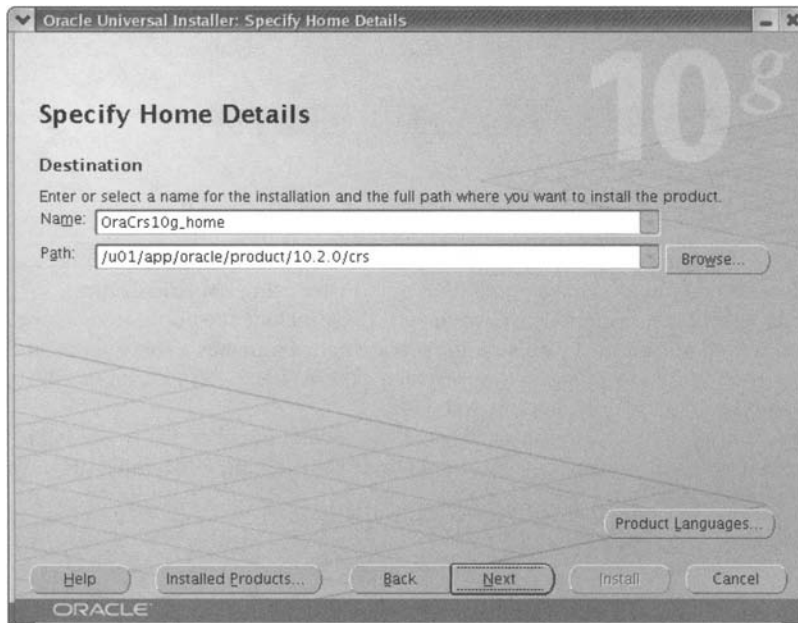 Oracle Universal Installer: Specify Home Details
10g
Specify Home Details
Destination
Enter or select a name for the installation and the full path where you want to install the product.
Name: OraCrs10g_home
Path: /u01/app/oracle/product/10.2.0/crs Browse...
Product Languages...
Help Installed Products... Back Next Install Cancel
ORACLE